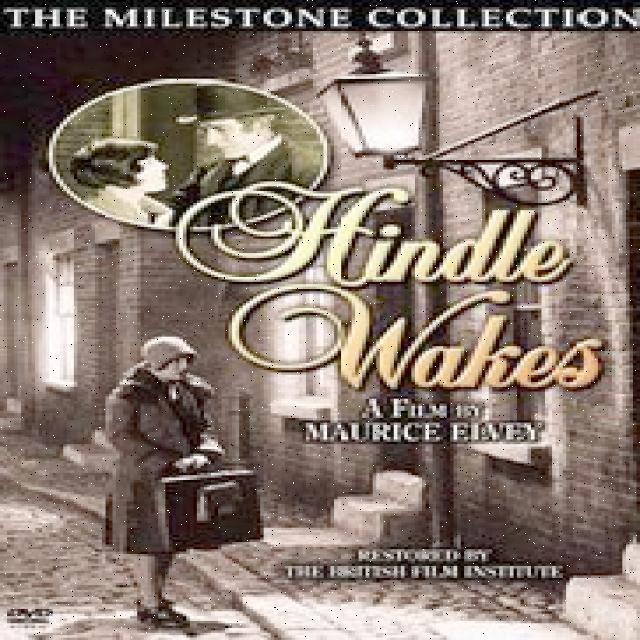 THE MILESTONE COLLECTION
Hindle
Wakes
A FILM BY
MAURICE ELVEY
RESTORED BY
THE BRITISH FILM INSTITUTE
DVD